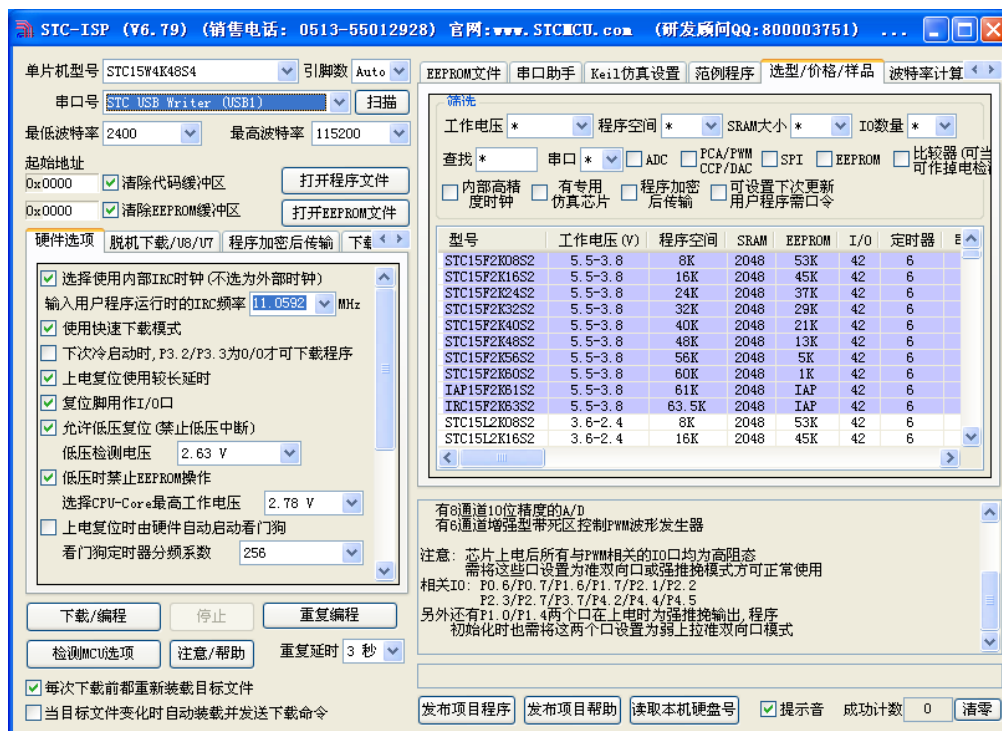 STC-ISP (V6.79) (销售电话: 0513-55012928) 官网:www.STCMCU.com (研发顾问QQ:800003751) ...
单片机型号 STC15W4K48S4 引脚数 Auto
串口号 STC USB Writer (USB1) 扫描
最低波特率 2400 最高波特率 115200
起始地址
0x0000 清除代码缓冲区 打开程序文件
0x0000 清除EEPROM缓冲区 打开EEPROM文件
硬件选项 脱机下载/U8/U7 程序加密后传输
选择使用内部IRC时钟(不选为外部时钟)
输入用户程序运行时的IRC频率 11.0592 MHz
使用快速下载模式
下次冷启动时,P3.2/P3.3为0/0才可下载程序
上电复位使用较长延时
复位脚用作I/O口
允许低压复位(禁止低压中断)
低压检测电压 2.63 V
低压时禁止EEPROM操作
选择CPU-Core最高工作电压 2.78 V
上电复位时由硬件自动启动看门狗
看门狗定时器分频系数 256
下载/编程 停止 重复编程
检测MCU选项 注意/帮助 重复延时 3 秒
每次下载前都重新装载目标文件
当目标文件变化时自动装载并发送下载命令
EEPROM文件 串口助手 Keil仿真设置 范例程序 选型/价格/样品 波特率计算
筛选
工作电压 * 程序空间 * SRAM大小 * IO数量 *
查找 * 串口 * ADC PCA/PWM CCP/DAC SPI EEPROM 比较器(可当
可作掉电检
内部高精度时钟 有专用仿真芯片 程序加密后传输 可设置下次更新用户程序需口令
型号 工作电压(V) 程序空间 SRAM EEPROM I/O 定时器
STC15F2K08S2 5.5-3.8 8K 2048 53K 42 6
STC15F2K16S2 5.5-3.8 16K 2048 45K 42 6
STC15F2K24S2 5.5-3.8 24K 2048 37K 42 6
STC15F2K32S2 5.5-3.8 32K 2048 29K 42 6
STC15F2K40S2 5.5-3.8 40K 2048 21K 42 6
STC15F2K48S2 5.5-3.8 48K 2048 13K 42 6
STC15F2K56S2 5.5-3.8 56K 2048 5K 42 6
STC15F2K60S2 5.5-3.8 60K 2048 1K 42 6
IAP15F2K61S2 5.5-3.8 61K 2048 IAP 42 6
IRC15F2K63S2 5.5-3.8 63.5K 2048 IAP 42 6
STC15L2K08S2 3.6-2.4 8K 2048 53K 42 6
STC15L2K16S2 3.6-2.4 16K 2048 45K 42 6
有8通道10位精度的A/D
有6通道增强型带死区控制PWM波形发生器
注意: 芯片上电后所有与PWM相关的IO口均为高阻态
需将这些口设置为准双向口或强推挽模式方可正常使用
相关IO: P0.6/P0.7/P1.6/P1.7/P2.1/P2.2
P2.3/P2.7/P3.7/P4.2/P4.4/P4.5
另外还有P1.0/P1.4两个口在上电时为强推挽输出,程序
初始化时也需将这两个口设置为弱上拉准双向口模式
发布项目程序 发布项目帮助 读取本机硬盘号 提示音 成功计数 0 清零